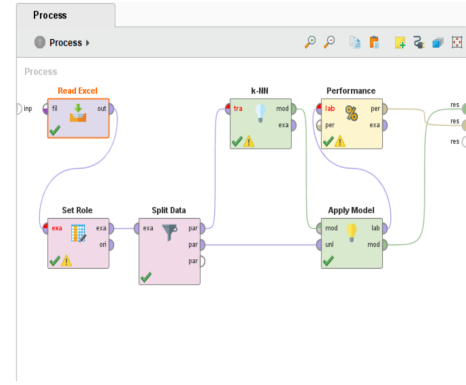 Process
Process
Process
Read Excel
inp
fil
out
k-NN
tra
mod
exa
Performance
lab
per
per
exa
res
res
res
Set Role
exa
exa
ori
Split Data
exa
par
par
par
Apply Model
mod
lab
unl
mod